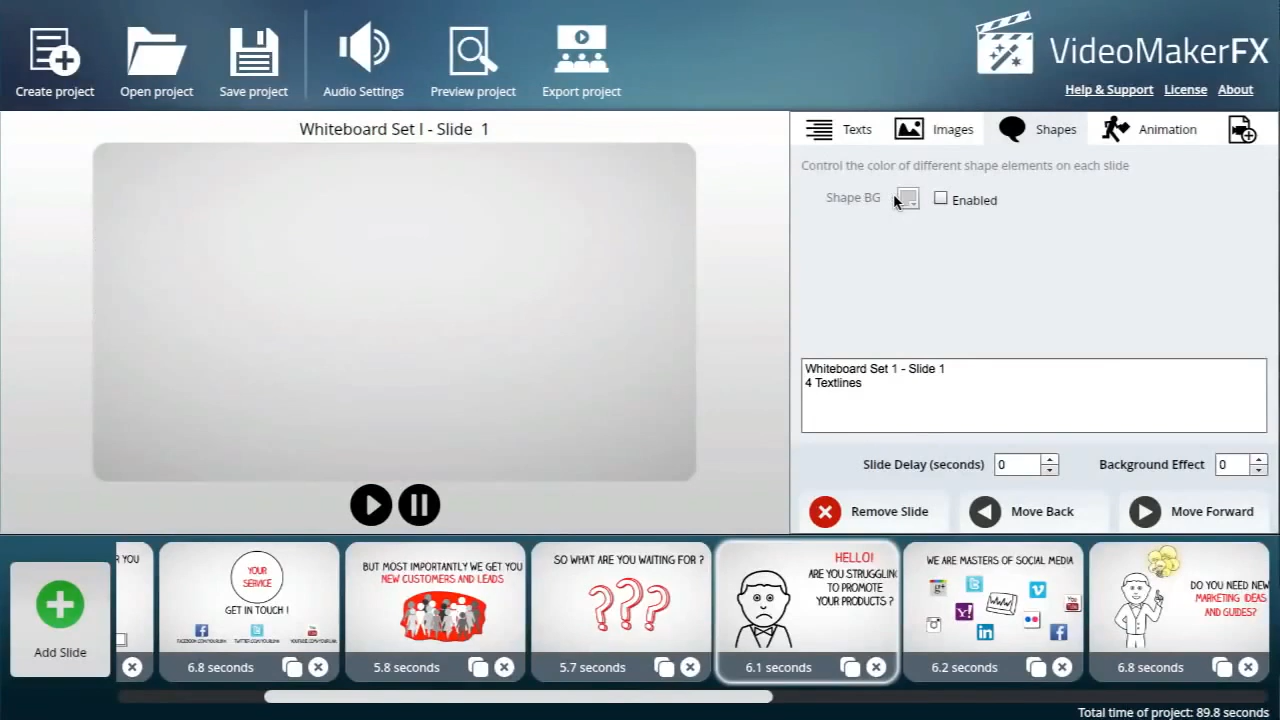 Create project
Open project
Save project
Audio Settings
Preview project
Export project
VideoMakerFX
Help & Support
License
About
Whiteboard Set I - Slide 1
Texts
Images
Shapes
Animation
Control the color of different shape elements on each slide
Shape BG
Enabled
Whiteboard Set 1 - Slide 1
4 Textlines
Slide Delay (seconds)
0
Background Effect
0
Remove Slide
Move Back
Move Forward
Add Slide
R YOU
YOUR
SERVICE
GET IN TOUCH !
6.8 seconds
BUT MOST IMPORTANTLY WE GET YOU
NEW CUSTOMERS AND LEADS
5.8 seconds
SO WHAT ARE YOU WAITING FOR ?
5.7 seconds
HELLO!
ARE YOU STRUGGLIN
TO PROMOTE
YOUR PRODUCTS ?
6.1 seconds
WE ARE MASTERS OF SOCIAL MEDIA
WWW
You
in
6.2 seconds
DO YOU NEED NEW
MARKETING IDEAS
AND GUIDES?
6.8 seconds
Total time of project: 89.8 seconds